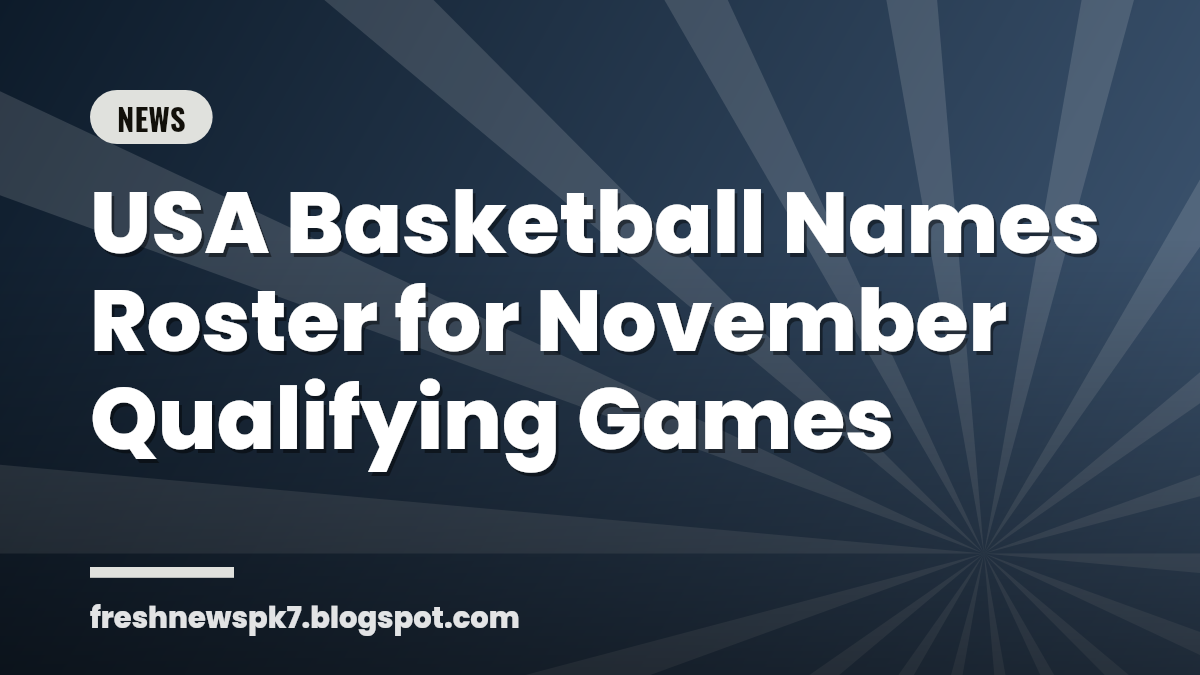 NEWS
USA Basketball Names
Roster for November
Qualifying Games
freshnewspk7.blogspot.com